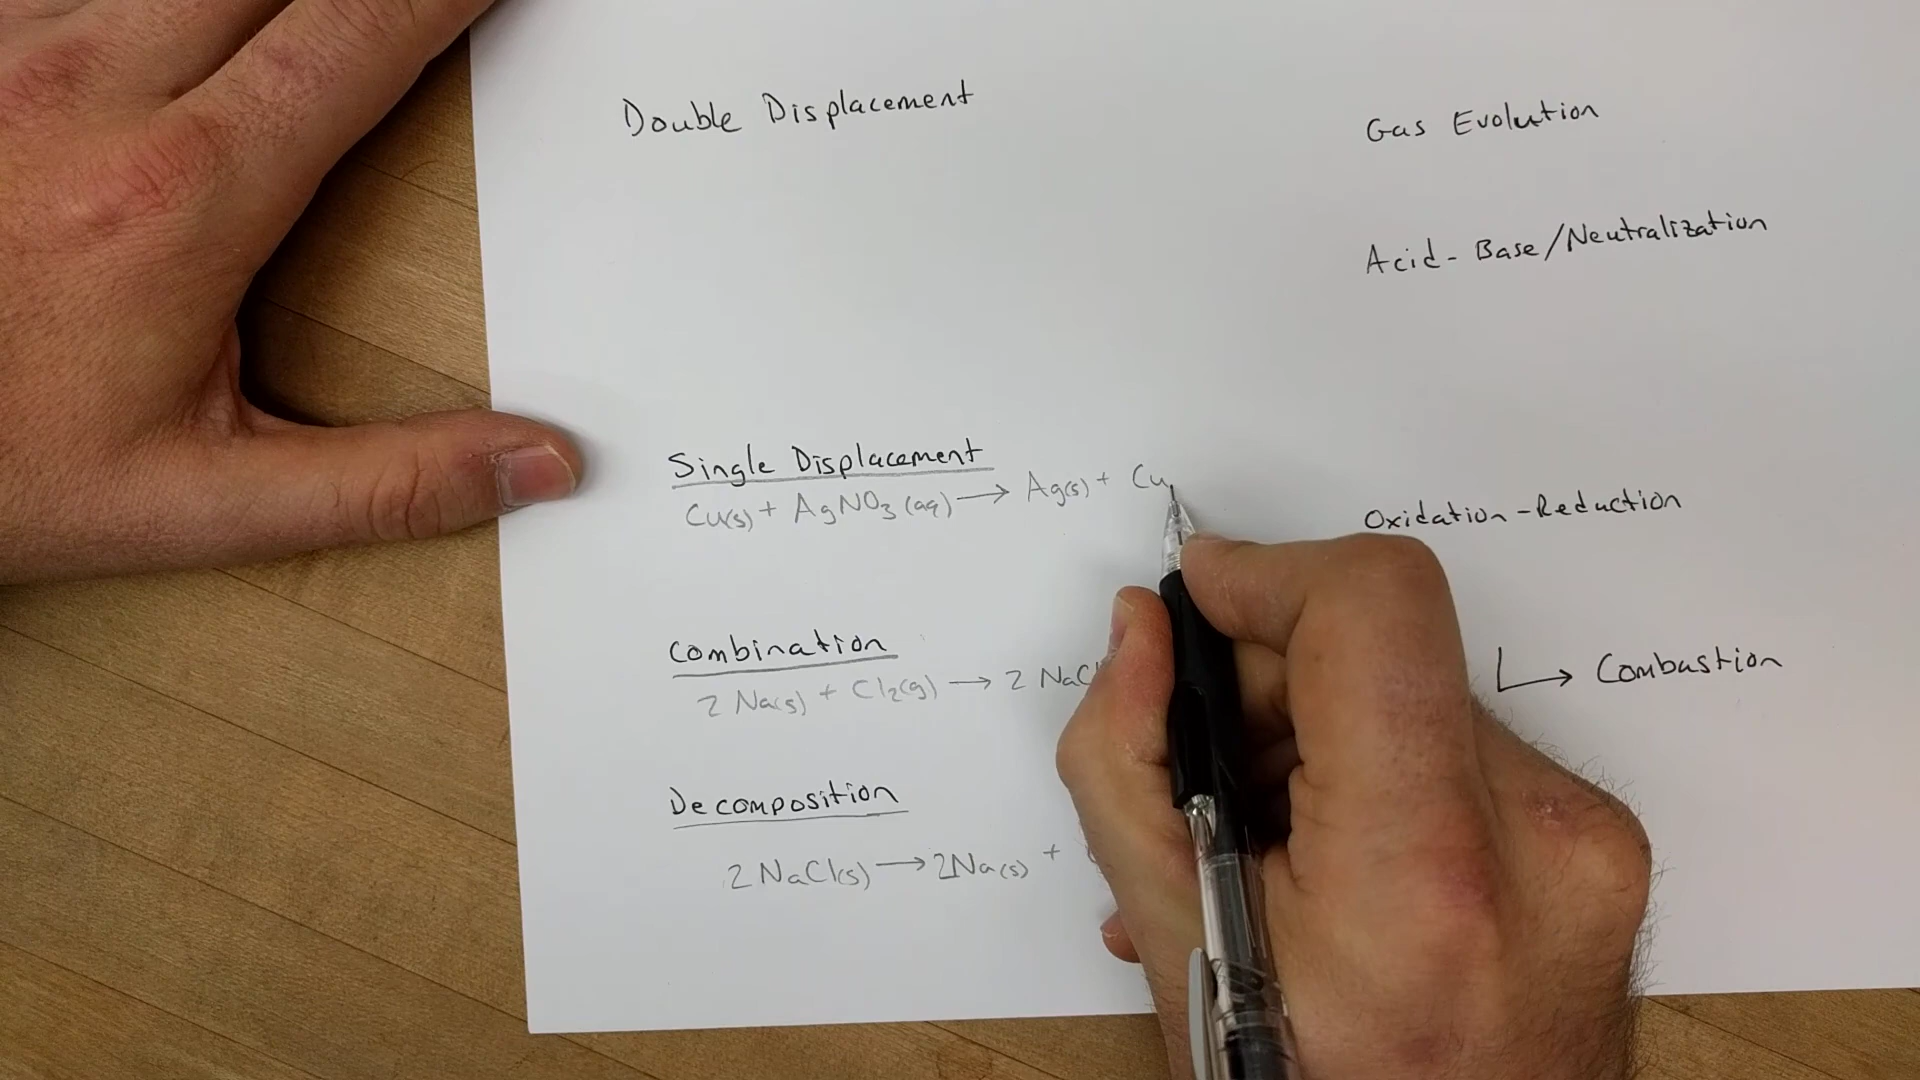 Double Displacement
Gas Evolution
Acid-Base/Neutralization
Single Displacement
Cu(s) + AgNO3 (aq) → Ag(s) + Cu
Oxidation-Reduction
Combination
2 Na(s) + Cl2(g) → 2 NaCl
↳ Combustion
Decomposition
2 NaCl(s) → 2Na(s) +